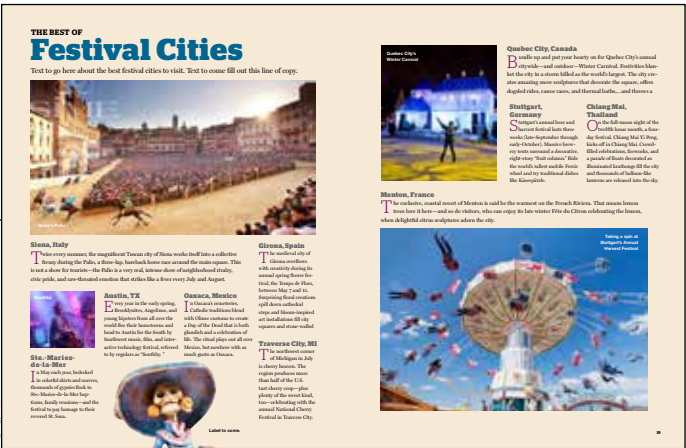 THE BEST OF
Festival Cities
Text to go here about the best festival cities to visit. Text to come fill out this line of copy.
Siena's Palio
Siena, Italy
Twice every summer, the magnificent Tuscan city of Siena works itself into a collective
frenzy during the Palio, a three-lap, bareback horse race around the main square. This
is not a show for tourists—the Palio is a very real, intense show of neighborhood rivalry,
civic pride, and raw-throated emotion that strikes like a fever every July and August.
Girona, Spain
The medieval city of
Girona overflows
with creativity during its
annual spring flower fes-
tival, the Temps de Flors,
between May 7 and 15.
Surprising floral creations
spill down cathedral
steps and bloom-inspired
art installations fill city
squares and stone-walled
SouthBy
Austin, TX
Every year in the early spring,
Brooklynites, Angelinos, and
young hipsters from all over the
world flee their hometowns and
head to Austin for the South by
Southwest music, film, and inter-
active technology festival, referred
to by regulars as "Southby."
Oaxaca, Mexico
In Oaxaca's cemeteries,
Catholic traditions blend
with Olmec customs to create
a Day of the Dead that is both
ghoulish and a celebration of
life. The ritual plays out all over
Mexico, but nowhere with as
much gusto as Oaxaca.
Traverse City, MI
The northwest corner
of Michigan in July
is cherry heaven. The
region produces more
than half of the U.S.
tart cherry crop—plus
plenty of the sweet kind,
too—celebrating with the
annual National Cherry
Festival in Traverse City.
Ste.-Maries-
de-la-Mer
In May each year, bedecked
in colorful skirts and scarves,
thousands of gypsies flock to
Stes-Maries-de-la-Mer bap-
tisms, family reunions—and the
festival to pay homage to their
revered St. Sara.
Label to come.
Quebec City's
Winter Carnival
Quebec City, Canada
Bundle up and put your hearty on for Quebec City's annual
citywide—and outdoor—Winter Carnival. Festivities blan-
ket the city in a storm billed as the world's largest. The city cre-
ates amazing snow sculptures that decorate the square, offers
dogsled rides, canoe races, and thermal baths,...and throws a
Stuttgart,
Germany
Stuttgart's annual beer and
harvest festival lasts three
weeks (late-September through
early-October). Massive brew-
ery tents surround a decorative,
eight-story "fruit column." Ride
the world's tallest mobile Ferris
wheel and try traditional dishes
like Käsespätzle.
Chiang Mai,
Thailand
On the full-moon night of the
twelfth lunar month, a four-
day festival, Chiang Mai Yi Peng,
kicks off in Chiang Mai. Crowd-
filled celebrations, fireworks, and
a parade of floats decorated as
illuminated krathongs fill the city
and thousands of balloon-like
lanterns are released into the sky.
Menton, France
The exclusive, coastal resort of Menton is said be the warmest on the French Riviera. That means lemon
trees love it here—and so do visitors, who can enjoy its late winter Fête du Citron celebrating the lemon,
when delightful citrus sculptures adorn the city.
Taking a spin at
Stuttgart's Annual
Harvest Festival